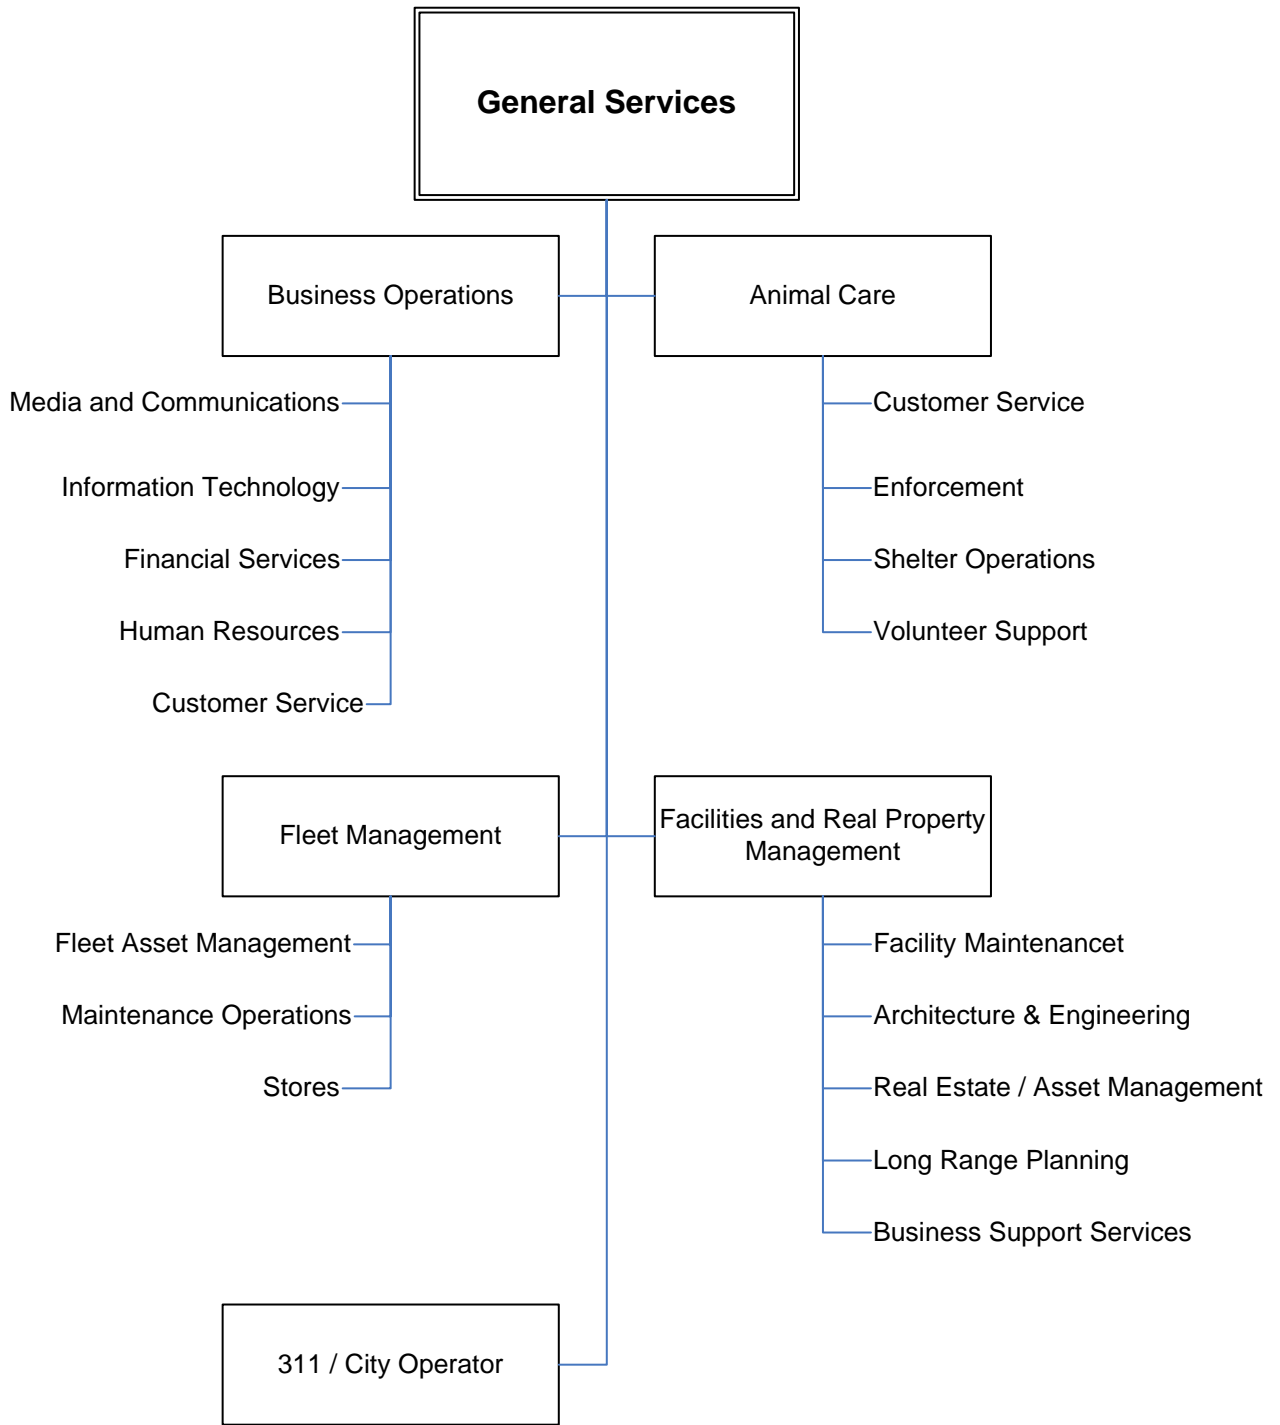 General Services
Business Operations
Animal Care
Media and Communications
Information Technology
Financial Services
Human Resources
Customer Service
Customer Service
Enforcement
Shelter Operations
Volunteer Support
Fleet Management
Facilities and Real Property
Management
Fleet Asset Management
Maintenance Operations
Stores
Facility Maintenancet
Architecture & Engineering
Real Estate / Asset Management
Long Range Planning
Business Support Services
311 / City Operator